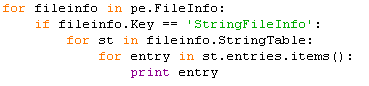 for fileinfo in pe.FileInfo:
    if fileinfo.Key == 'StringFileInfo':
        for st in fileinfo.StringTable:
            for entry in st.entries.items():
                print entry